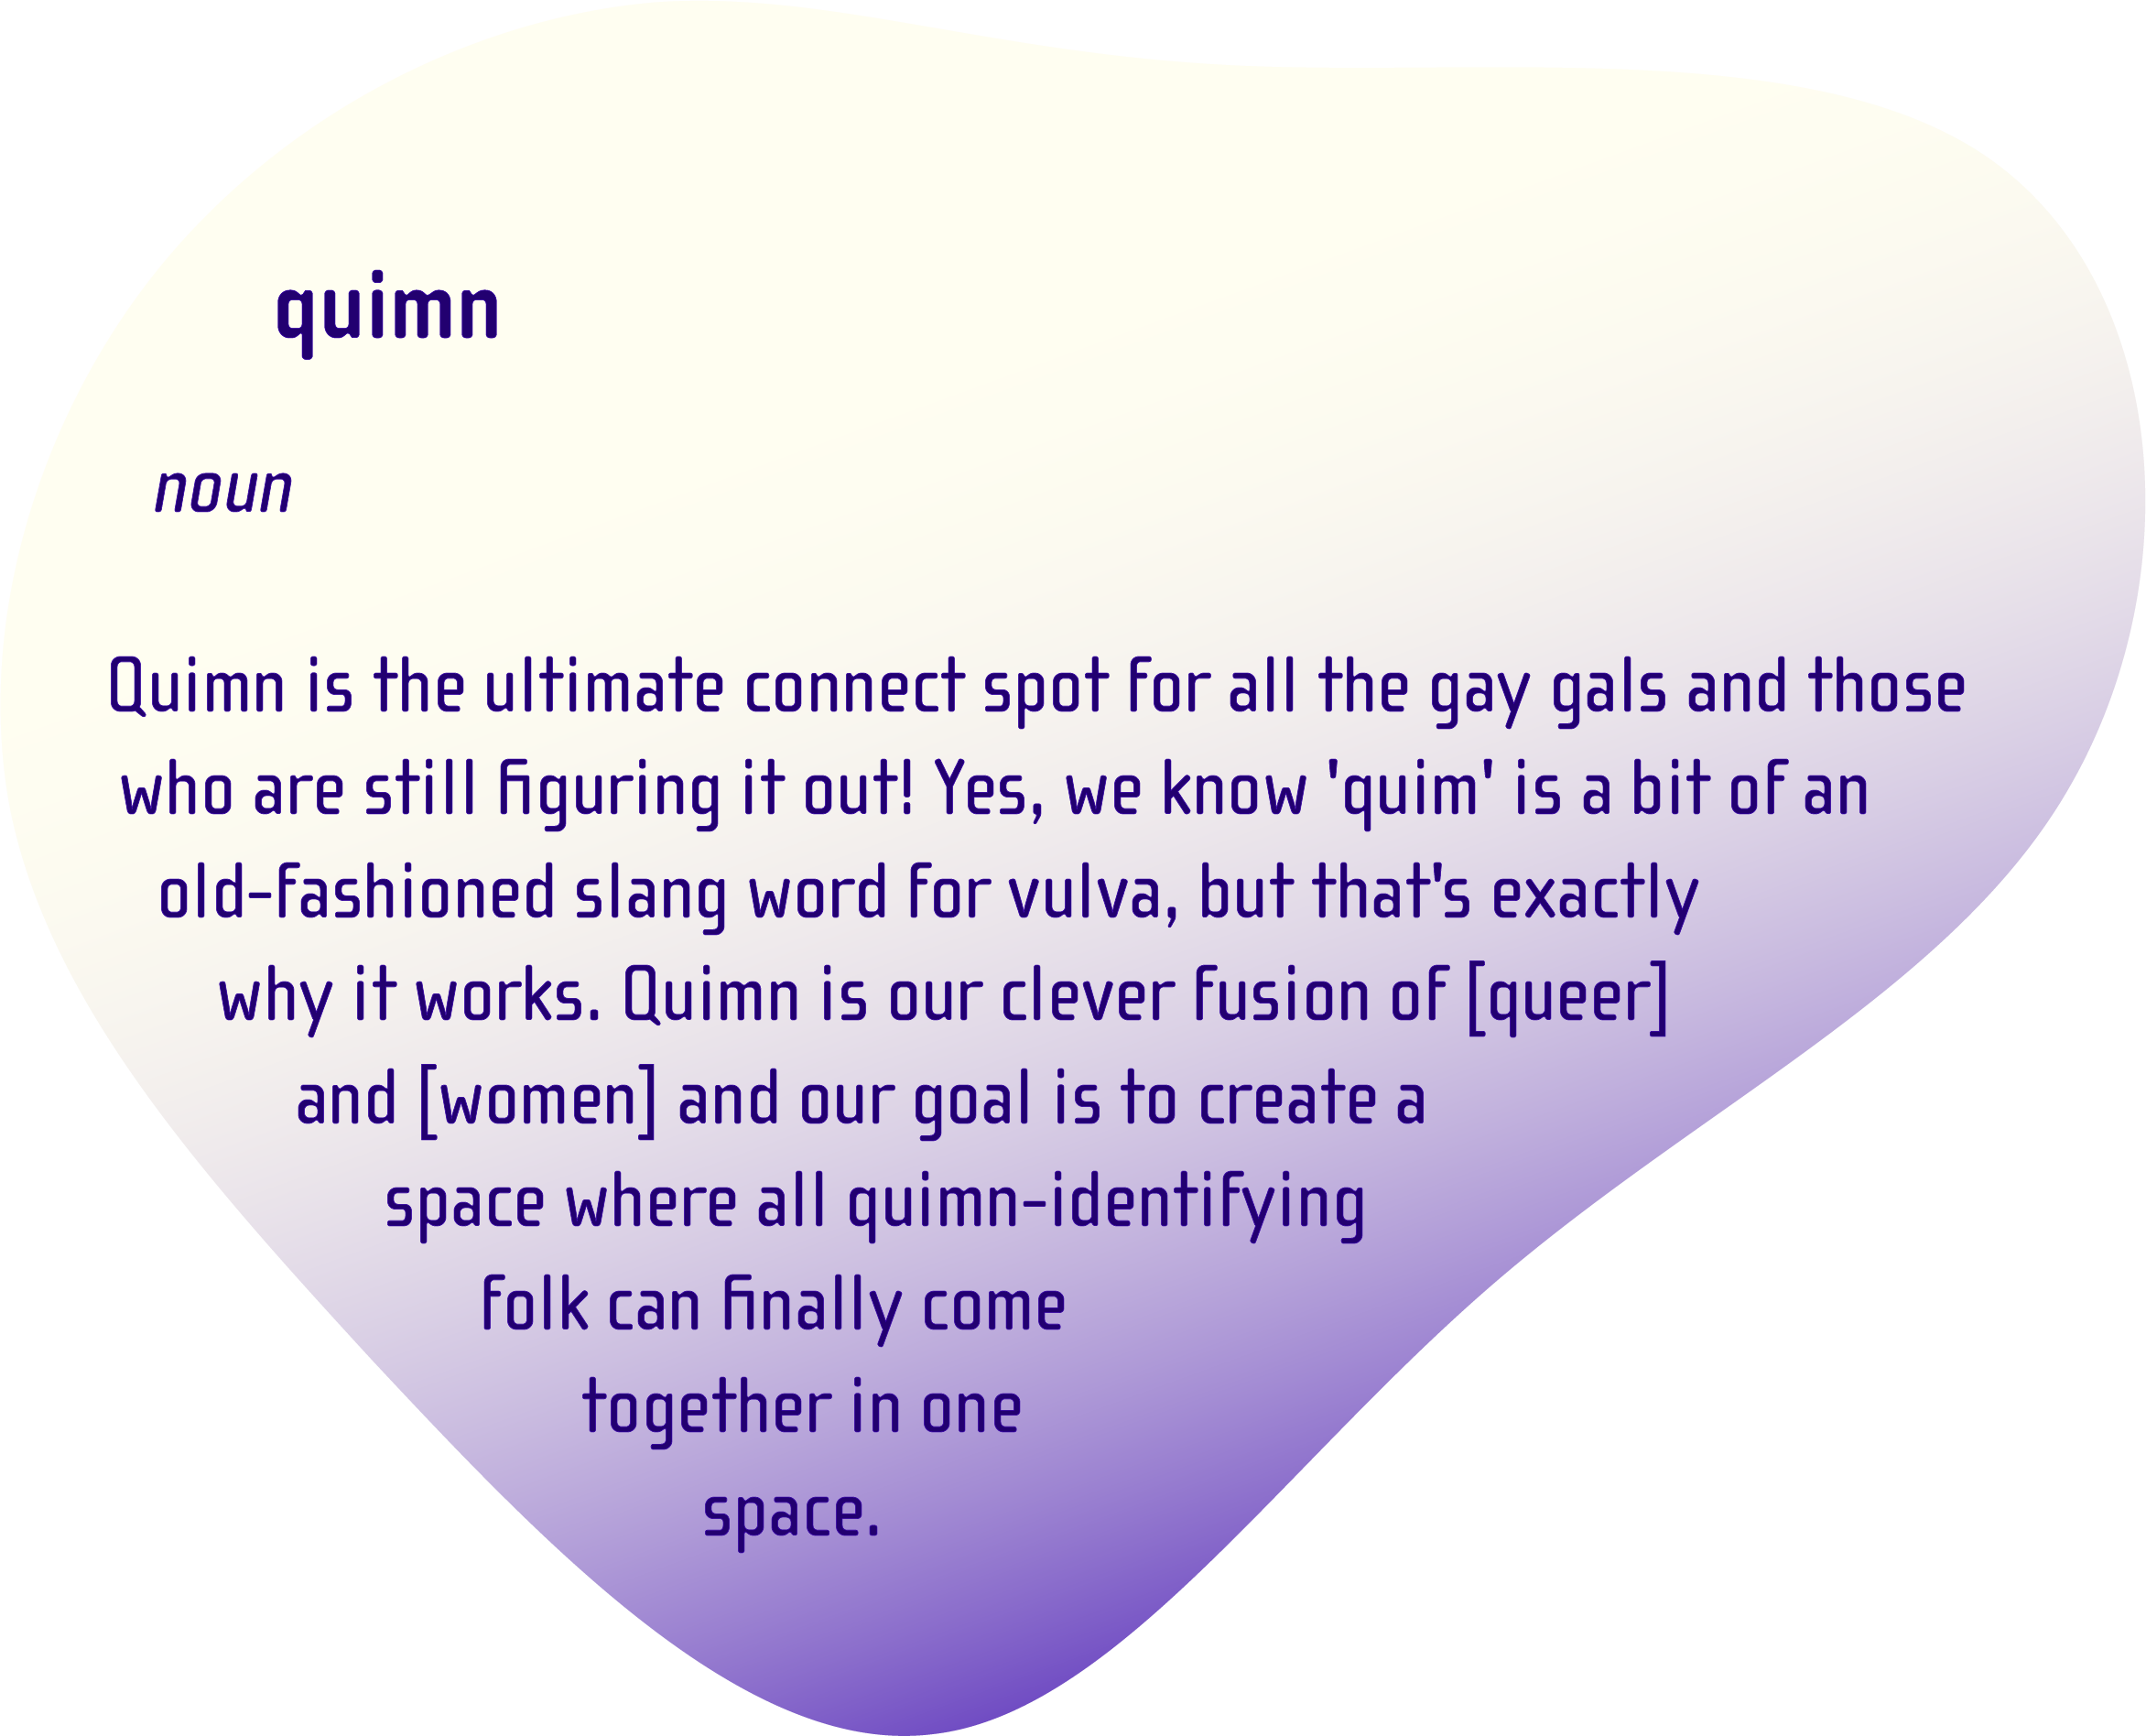 quimn
noun
Quimn is the ultimate connect spot for all the gay gals and those
who are still figuring it out! Yes, we know 'quim' is a bit of an
old-fashioned slang word for vulva, but that's exactly
why it works. Quimn is our clever fusion of [queer]
and [women] and our goal is to create a
space where all quimn-identifying
folk can finally come
together in one
space.